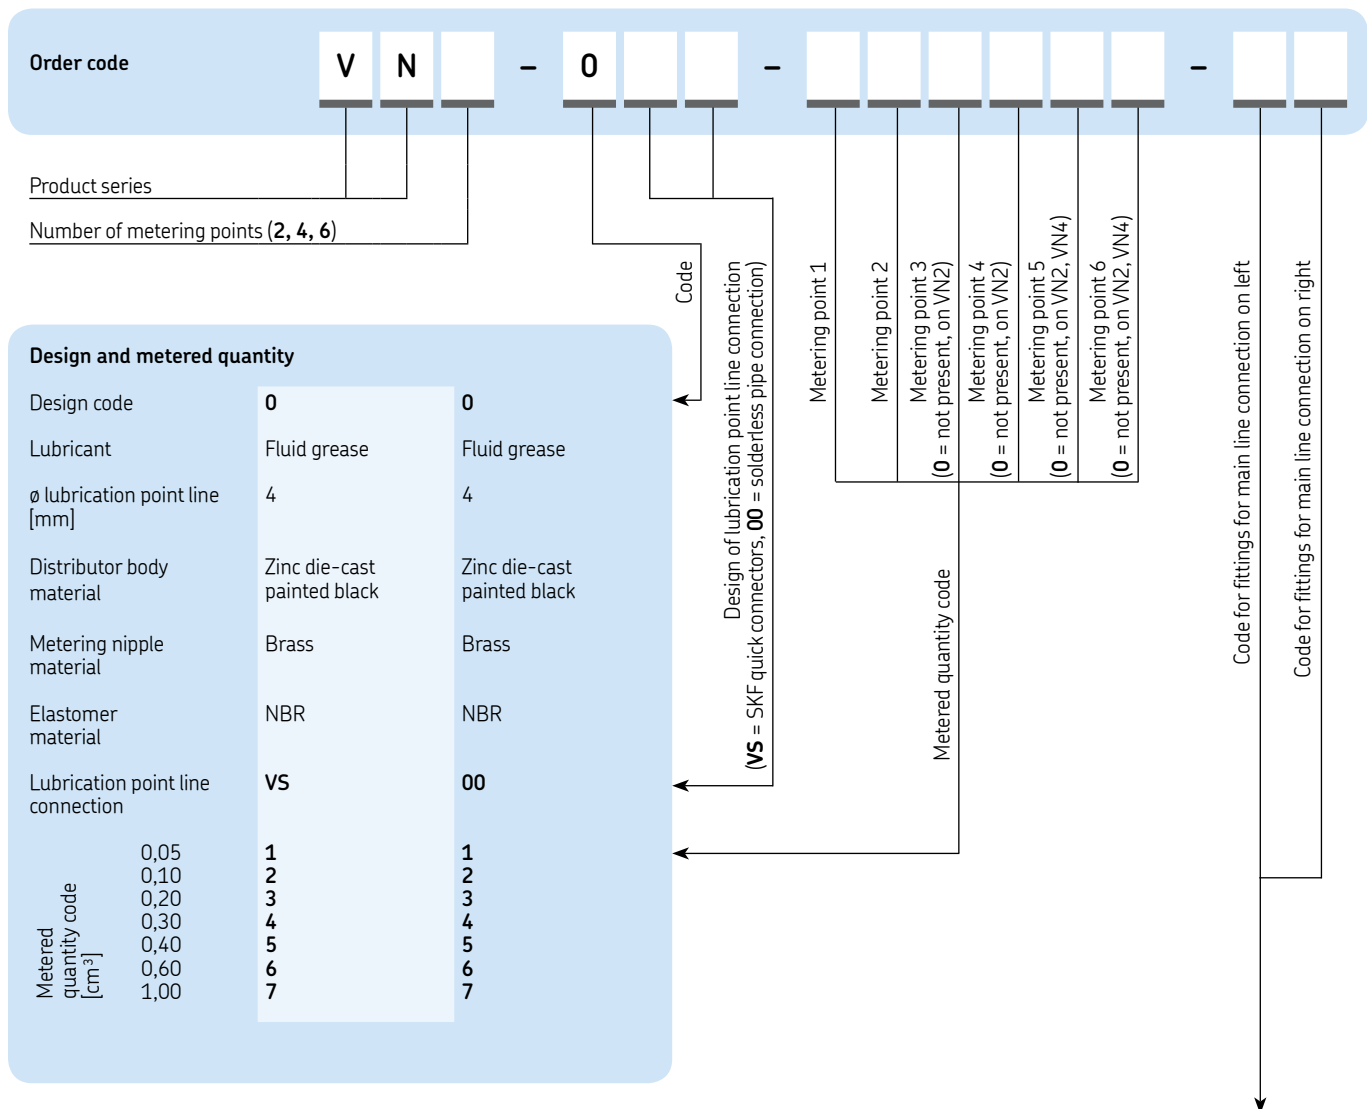 Order code
V N – 0 – –
Product series
Number of metering points (2, 4, 6)
Code
Design of lubrication point line connection
(VS = SKF quick connectors, 00 = solderless pipe connection)
Metering point 1
Metering point 2
Metering point 3
(0 = not present, on VN2)
Metering point 4
(0 = not present, on VN2)
Metering point 5
(0 = not present, on VN2, VN4)
Metering point 6
(0 = not present, on VN2, VN4)
Metered quantity code
Code for fittings for main line connection on left
Code for fittings for main line connection on right
Design and metered quantity
Design code 0 0
Lubricant Fluid grease Fluid grease
ø lubrication point line 4 4
[mm]
Distributor body Zinc die-cast Zinc die-cast
material painted black painted black
Metering nipple Brass Brass
material
Elastomer NBR NBR
material
Lubrication point line VS 00
connection
Metered
quantity code
[cm³]
0,05 1 1
0,10 2 2
0,20 3 3
0,30 4 4
0,40 5 5
0,60 6 6
1,00 7 7